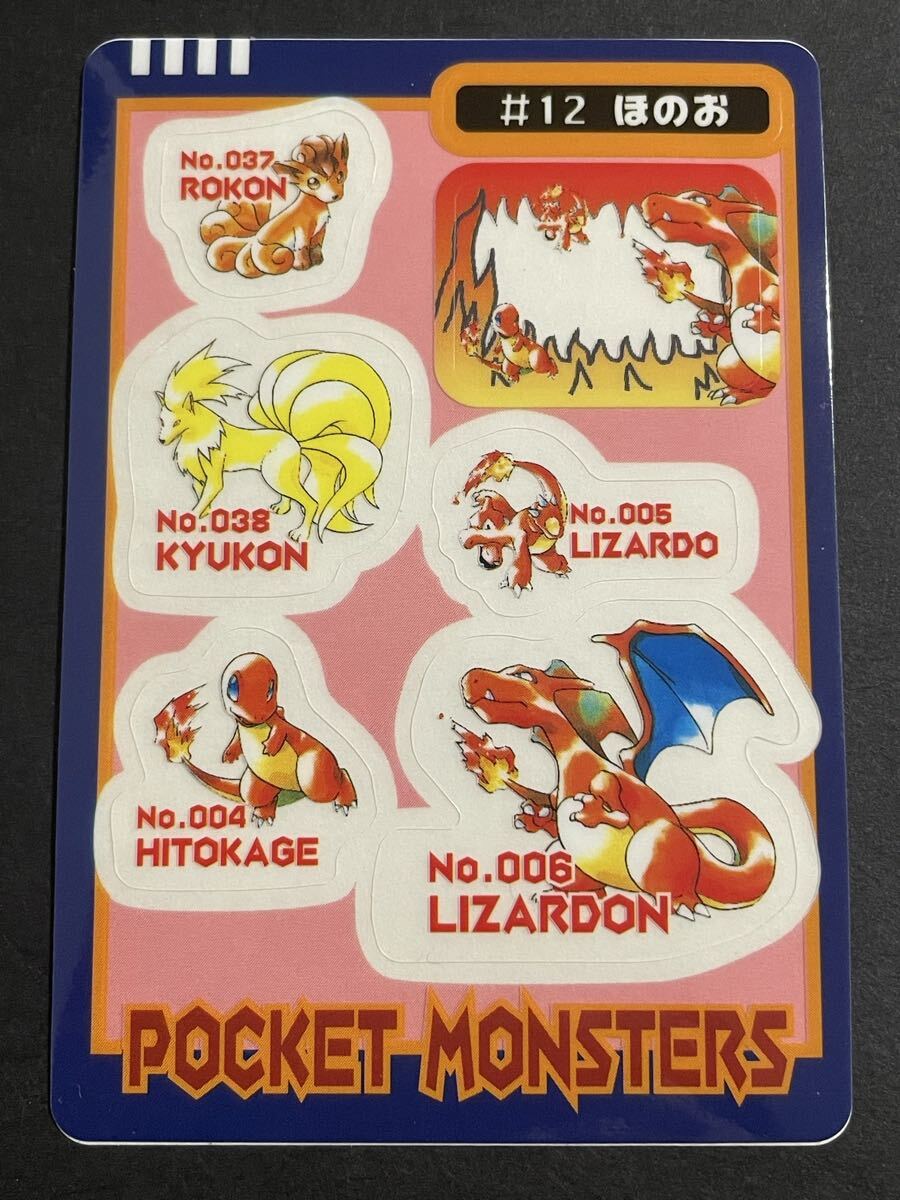 #12 ほのお
No.037
ROKON
No.038
KYUKON
No.005
LIZARDO
No.004
HITOKAGE
No.006
LIZARDON
POCKET MONSTERS